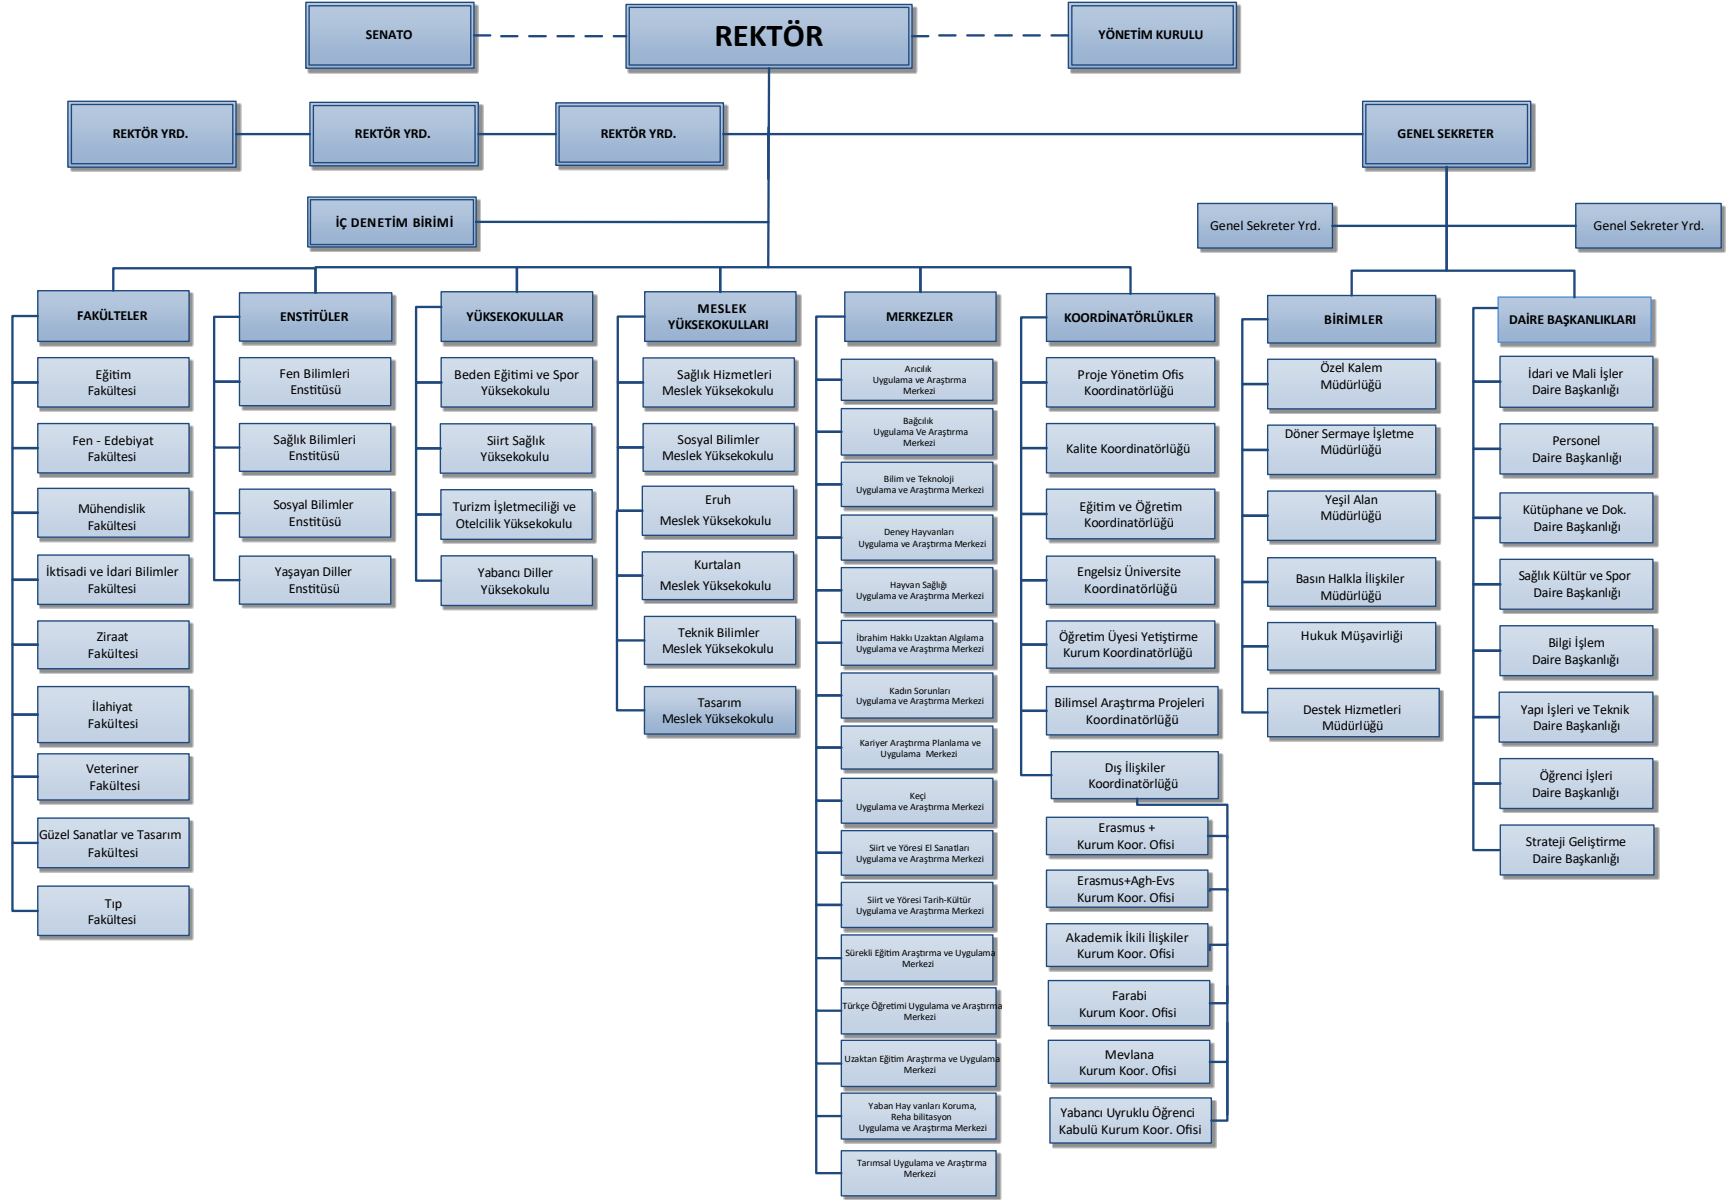 SENATO
REKTÖR
YÖNETİM KURULU
REKTÖR YRD.
REKTÖR YRD.
REKTÖR YRD.
GENEL SEKRETER
İÇ DENETİM BİRİMİ
Genel Sekreter Yrd.
Genel Sekreter Yrd.
FAKÜLTELER
Eğitim
Fakültesi
Fen - Edebiyat
Fakültesi
Mühendislik
Fakültesi
İktisadi ve İdari Bilimler
Fakültesi
Ziraat
Fakültesi
İlahiyat
Fakültesi
Veteriner
Fakültesi
Güzel Sanatlar ve Tasarım
Fakültesi
Tıp
Fakültesi
ENSTİTÜLER
Fen Bilimleri
Enstitüsü
Sağlık Bilimleri
Enstitüsü
Sosyal Bilimler
Enstitüsü
Yaşayan Diller
Enstitüsü
YÜKSEKOKULLAR
Beden Eğitimi ve Spor
Yüksekokulu
Siirt Sağlık
Yüksekokulu
Turizm İşletmeciliği ve
Otelcilik Yüksekokulu
Yabancı Diller
Yüksekokulu
MESLEK
YÜKSEKOKULLARI
Sağlık Hizmetleri
Meslek Yüksekokulu
Sosyal Bilimler
Meslek Yüksekokulu
Eruh
Meslek Yüksekokulu
Kurtalan
Meslek Yüksekokulu
Teknik Bilimler
Meslek Yüksekokulu
Tasarım
Meslek Yüksekokulu
MERKEZLER
Arıcılık
Uygulama ve Araştırma
Merkezi
Bağcılık
Uygulama Ve Araştırma
Merkezi
Bilim ve Teknoloji
Uygulama ve Araştırma Merkezi
Deney Hayvanları
Uygulama ve Araştırma Merkezi
Hayvan Sağlığı
Uygulama ve Araştırma Merkezi
İbrahim Hakkı Uzaktan Algılama
Uygulama ve Araştırma Merkezi
Kadın Sorunları
Uygulama ve Araştırma Merkezi
Kariyer Araştırma Planlama ve
Uygulama Merkezi
Keçi
Uygulama ve Araştırma Merkezi
Siirt ve Yöresi El Sanatları
Uygulama ve Araştırma Merkezi
Siirt ve Yöresi Tarih-Kültür
Uygulama ve Araştırma Merkezi
Sürekli Eğitim Araştırma ve Uygulama
Merkezi
Türkçe Öğretimi Uygulama ve Araştırma
Merkezi
Uzaktan Eğitim Araştırma ve Uygulama
Merkezi
Yaban Hay vanları Koruma,
Reha bilitasyon
Uygulama ve Araştırma Merkezi
Tarımsal Uygulama ve Araştırma
Merkezi
KOORDİNATÖRLÜKLER
Proje Yönetim Ofis
Koordinatörlüğü
Kalite Koordinatörlüğü
Eğitim ve Öğretim
Koordinatörlüğü
Engelsiz Üniversite
Koordinatörlüğü
Öğretim Üyesi Yetiştirme
Kurum Koordinatörlüğü
Bilimsel Araştırma Projeleri
Koordinatörlüğü
Dış İlişkiler
Koordinatörlüğü
Erasmus +
Kurum Koor. Ofisi
Erasmus+Agh-Evs
Kurum Koor. Ofisi
Akademik İkili İlişkiler
Kurum Koor. Ofisi
Farabi
Kurum Koor. Ofisi
Mevlana
Kurum Koor. Ofisi
Yabancı Uyruklu Öğrenci
Kabulü Kurum Koor. Ofisi
BİRİMLER
Özel Kalem
Müdürlüğü
Döner Sermaye İşletme
Müdürlüğü
Yeşil Alan
Müdürlüğü
Basın Halkla İlişkiler
Müdürlüğü
Hukuk Müşavirliği
Destek Hizmetleri
Müdürlüğü
DAİRE BAŞKANLIKLARI
İdari ve Mali İşler
Daire Başkanlığı
Personel
Daire Başkanlığı
Kütüphane ve Dok.
Daire Başkanlığı
Sağlık Kültür ve Spor
Daire Başkanlığı
Bilgi İşlem
Daire Başkanlığı
Yapı İşleri ve Teknik
Daire Başkanlığı
Öğrenci İşleri
Daire Başkanlığı
Strateji Geliştirme
Daire Başkanlığı